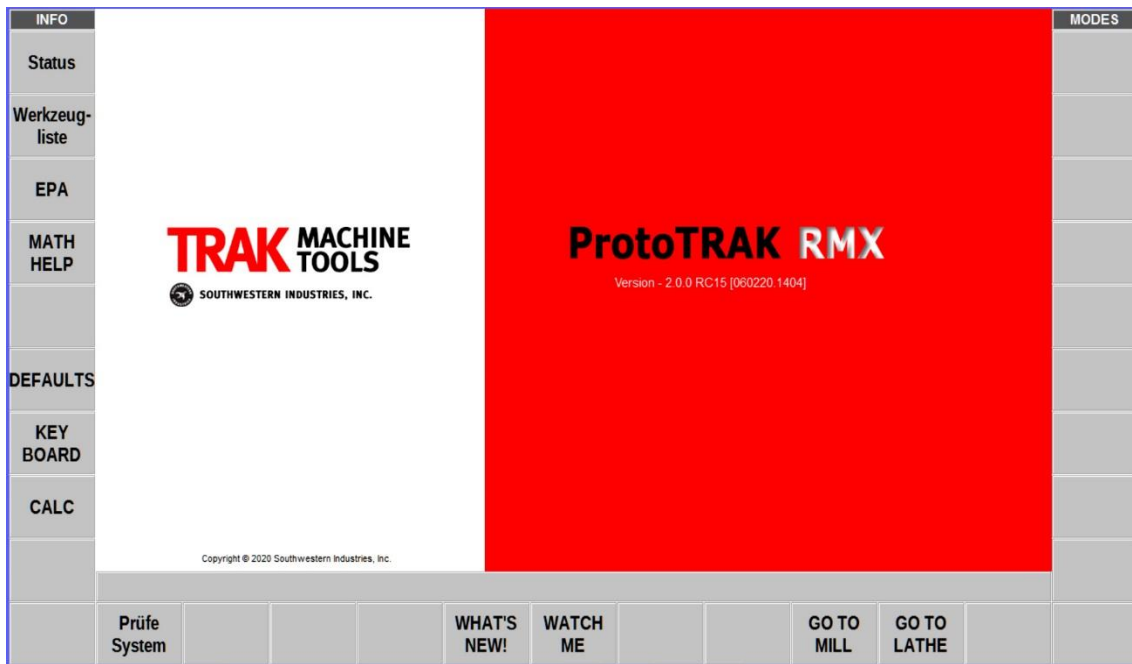 INFO
MODES
Status
Werkzeug-
liste
EPA
MATH
HELP
DEFAULTS
KEY
BOARD
CALC
TRAK MACHINE
TOOLS
SOUTHWESTERN INDUSTRIES, INC.
ProtoTRAK RMX
Version - 2.0.0 RC15 [060220.1404]
Copyright © 2020 Southwestern Industries, Inc.
Prüfe
System
WHAT'S
NEW!
WATCH
ME
GO TO
MILL
GO TO
LATHE